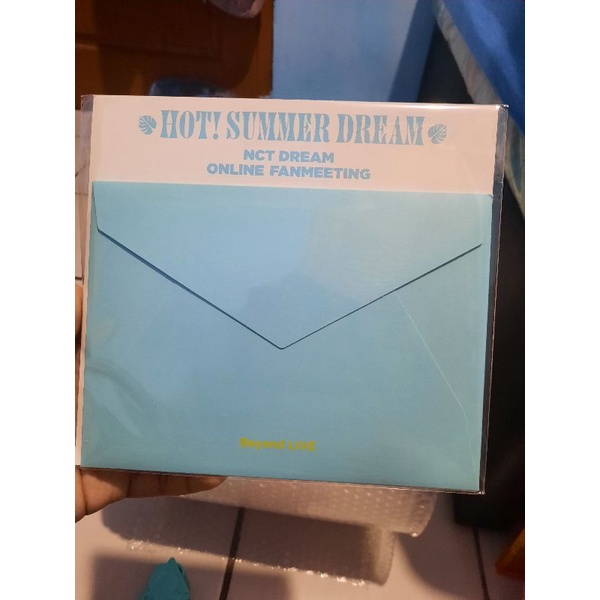 HOT! SUMMER DREAM
NCT DREAM
ONLINE FANMEETING
Beyond LIVE